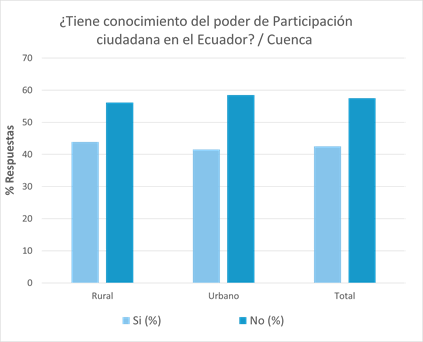 ¿Tiene conocimiento del poder de Participación
ciudadana en el Ecuador? / Cuenca
70
60
50
40
30
20
10
0
% Respuestas
Rural
Urbano
Total
Si (%)
No (%)